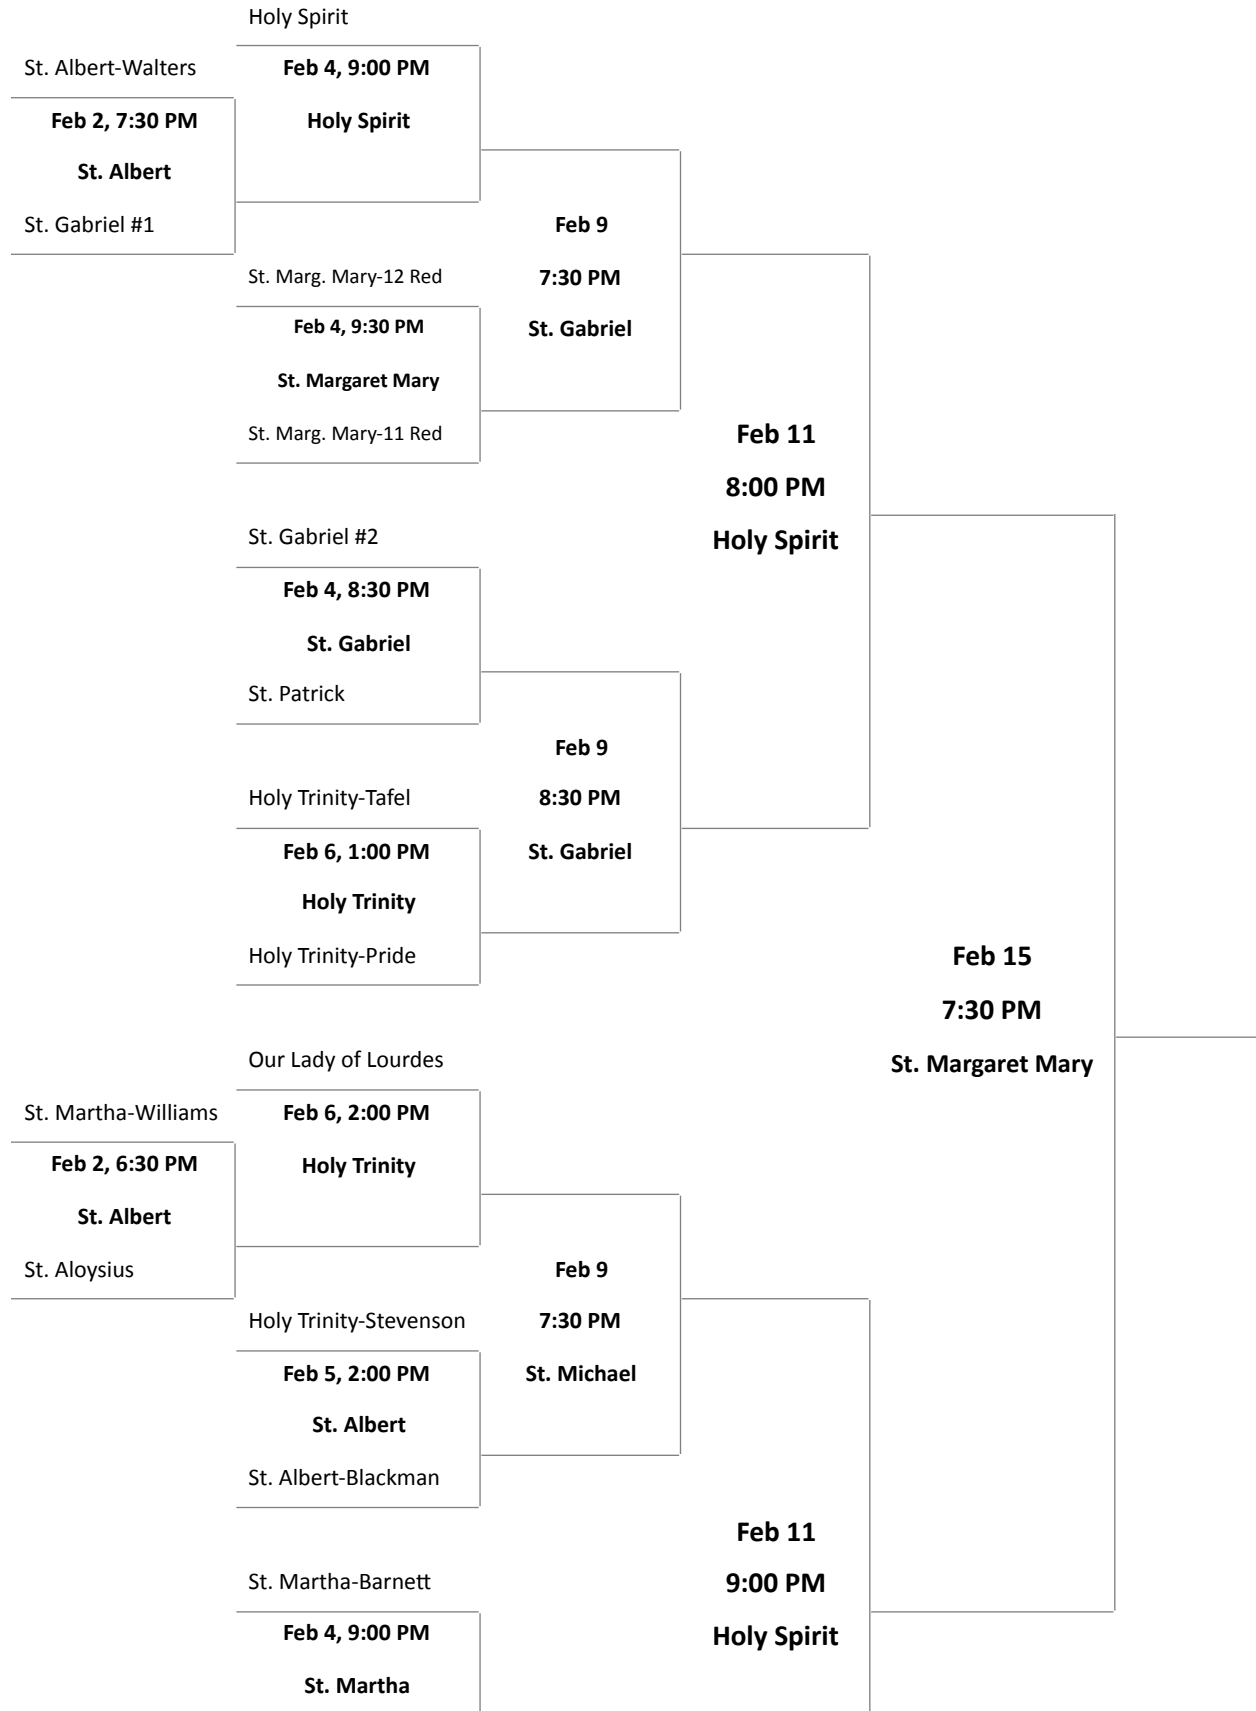 Holy Spirit
St. Albert-Walters
Feb 4, 9:00 PM
Feb 2, 7:30 PM
Holy Spirit
St. Albert
St. Gabriel #1
Feb 9
St. Marg. Mary-12 Red
7:30 PM
Feb 4, 9:30 PM
St. Gabriel
St. Margaret Mary
St. Marg. Mary-11 Red
Feb 11
8:00 PM
St. Gabriel #2
Holy Spirit
Feb 4, 8:30 PM
St. Gabriel
St. Patrick
Feb 9
Holy Trinity-Tafel
8:30 PM
Feb 6, 1:00 PM
St. Gabriel
Holy Trinity
Holy Trinity-Pride
Feb 15
7:30 PM
Our Lady of Lourdes
St. Margaret Mary
St. Martha-Williams
Feb 6, 2:00 PM
Feb 2, 6:30 PM
Holy Trinity
St. Albert
St. Aloysius
Feb 9
Holy Trinity-Stevenson
7:30 PM
Feb 5, 2:00 PM
St. Michael
St. Albert
St. Albert-Blackman
Feb 11
St. Martha-Barnett
9:00 PM
Feb 4, 9:00 PM
Holy Spirit
St. Martha